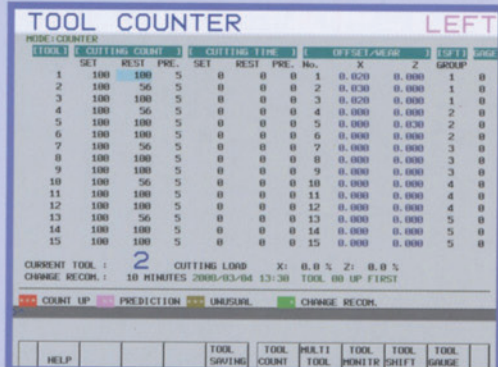 TOOL COUNTER LEFT
MODE:COUNTER
[TOOL] [ CUTTING COUNT ] [ CUTTING TIME ] [ OFFSET/WEAR ] [SFT] GAGE
SET REST PRE. SET REST PRE. No. X Z GROUP
1 100 100 5 0 0 0 1 0.020 0.000 1 0
2 100 56 5 0 0 0 2 0.030 0.000 1 0
3 100 100 5 0 0 0 3 0.020 0.000 1 0
4 100 56 5 0 0 0 4 0.000 0.000 2 0
5 100 100 5 0 0 0 5 0.000 0.030 2 0
6 100 100 5 0 0 0 6 0.000 0.000 2 0
7 100 56 5 0 0 0 7 0.000 0.000 3 0
8 100 100 5 0 0 0 8 0.000 0.000 3 0
9 100 100 5 0 0 0 9 0.000 0.000 3 0
10 100 56 5 0 0 0 10 0.000 0.000 4 0
11 100 100 5 0 0 0 11 0.000 0.000 4 0
12 100 100 5 0 0 0 12 0.000 0.000 4 0
13 100 56 5 0 0 0 13 0.000 0.000 5 0
14 100 100 5 0 0 0 14 0.000 0.000 5 0
15 100 100 5 0 0 0 15 0.000 0.000 5 0
CURRENT TOOL : 2 CUTTING LOAD X: 0.0 % Z: 0.0 %
CHANGE RECOM.: 10 MINUTES 2000/03/04 13:30 TOOL 00 UP FIRST
*** COUNT UP *** PREDICTION *** UNUSUAL CHANGE RECOM.
HELP TOOL SAVING TOOL COUNT MULTI TOOL TOOL MONITR TOOL SHIFT TOOL GAUGE